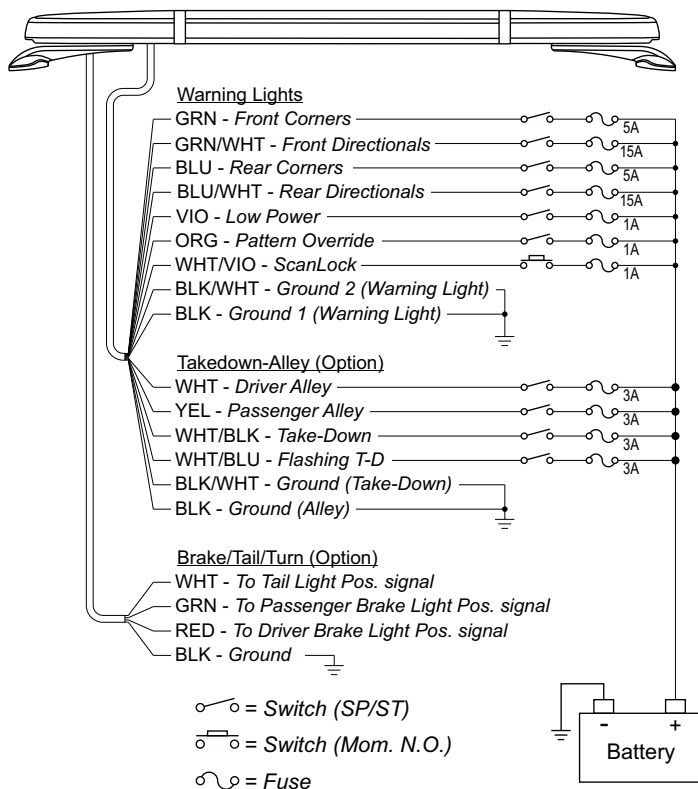 Warning Lights
GRN - Front Corners 5A
GRN/WHT - Front Directionals 15A
BLU - Rear Corners 5A
BLU/WHT - Rear Directionals 15A
VIO - Low Power 1A
ORG - Pattern Override 1A
WHT/VIO - ScanLock 1A
BLK/WHT - Ground 2 (Warning Light)
BLK - Ground 1 (Warning Light)
Takedown-Alley (Option)
WHT - Driver Alley 3A
YEL - Passenger Alley 3A
WHT/BLK - Take-Down 3A
WHT/BLU - Flashing T-D 3A
BLK/WHT - Ground (Take-Down)
BLK - Ground (Alley)
Brake/Tail/Turn (Option)
WHT - To Tail Light Pos. signal
GRN - To Passenger Brake Light Pos. signal
RED - To Driver Brake Light Pos. signal
BLK - Ground
= Switch (SP/ST)
= Switch (Mom. N.O.)
= Fuse
- +
Battery